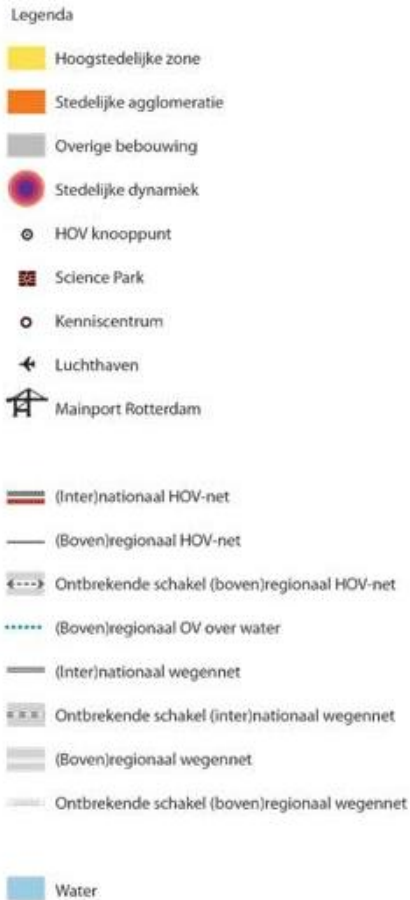 Legenda
Hoogstedelijke zone
Stedelijke agglomeratie
Overige bebouwing
Stedelijke dynamiek
HOV knooppunt
Science Park
Kenniscentrum
Luchthaven
Mainport Rotterdam
(Inter)nationaal HOV-net
(Boven)regionaal HOV-net
Ontbrekende schakel (boven)regionaal HOV-net
(Boven)regionaal OV over water
(Inter)nationaal wegennet
Ontbrekende schakel (inter)nationaal wegennet
(Boven)regionaal wegennet
Ontbrekende schakel (boven)regionaal wegennet
Water